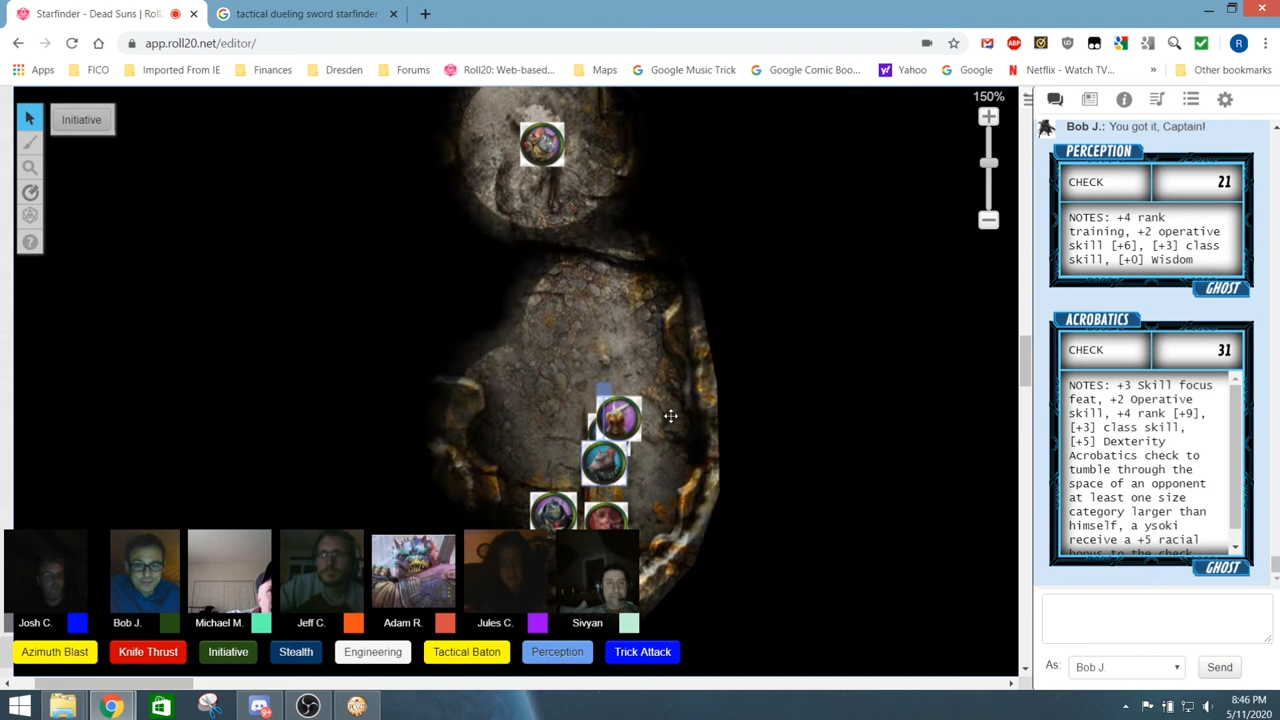 Starfinder - Dead Suns | Roll
tactical dueling sword starfinder
app.roll20.net/editor/
Apps
FICO
Imported From IE
Finances
Dresden
Forums
Roll20: Web-based...
Maps
Google Music Trick
Google Comic Boo...
Yahoo
Google
Netflix - Watch TV...
»
Other bookmarks
Initiative
150%
Bob J.: You got it, Captain!
PERCEPTION
CHECK
21
NOTES: +4 rank
training, +2 operative
skill [+6], [+3] class
skill, [+0] Wisdom
GHOST
ACROBATICS
CHECK
31
NOTES: +3 Skill focus
feat, +2 Operative
skill, +4 rank [+9],
[+3] class skill,
[+5] Dexterity
Acrobatics check to
tumble through the
space of an opponent
at least one size
category larger than
himself, a ysoki
receive a +5 racial
bonus to the check
GHOST
Josh C.
Bob J.
Michael M.
Jeff C.
Adam R.
Jules C.
Sivyan
Azimuth Blast
Knife Thrust
Initiative
Stealth
Engineering
Tactical Baton
Perception
Trick Attack
As:
Bob J.
Send
8:46 PM
5/11/2020